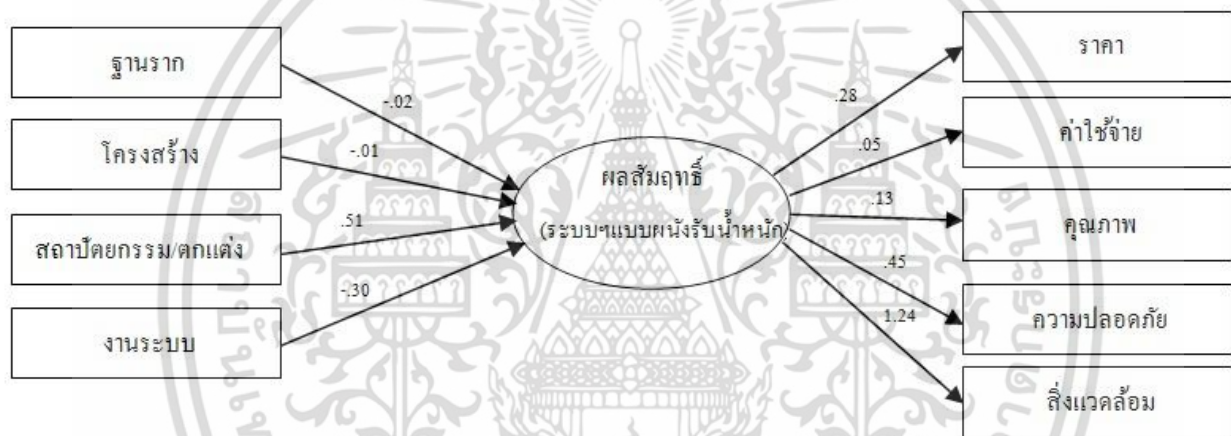 ฐานราก
โครงสร้าง
สถาปัตยกรรม/ตกแต่ง
งานระบบ
-.02
-.01
.51
-.30
ผลสัมฤทธิ์
(ระบบฯแบบผนังรับน้ำหนัก)
.28
.05
.13
.45
1.24
ราคา
ค่าใช้จ่าย
คุณภาพ
ความปลอดภัย
สิ่งแวดล้อม